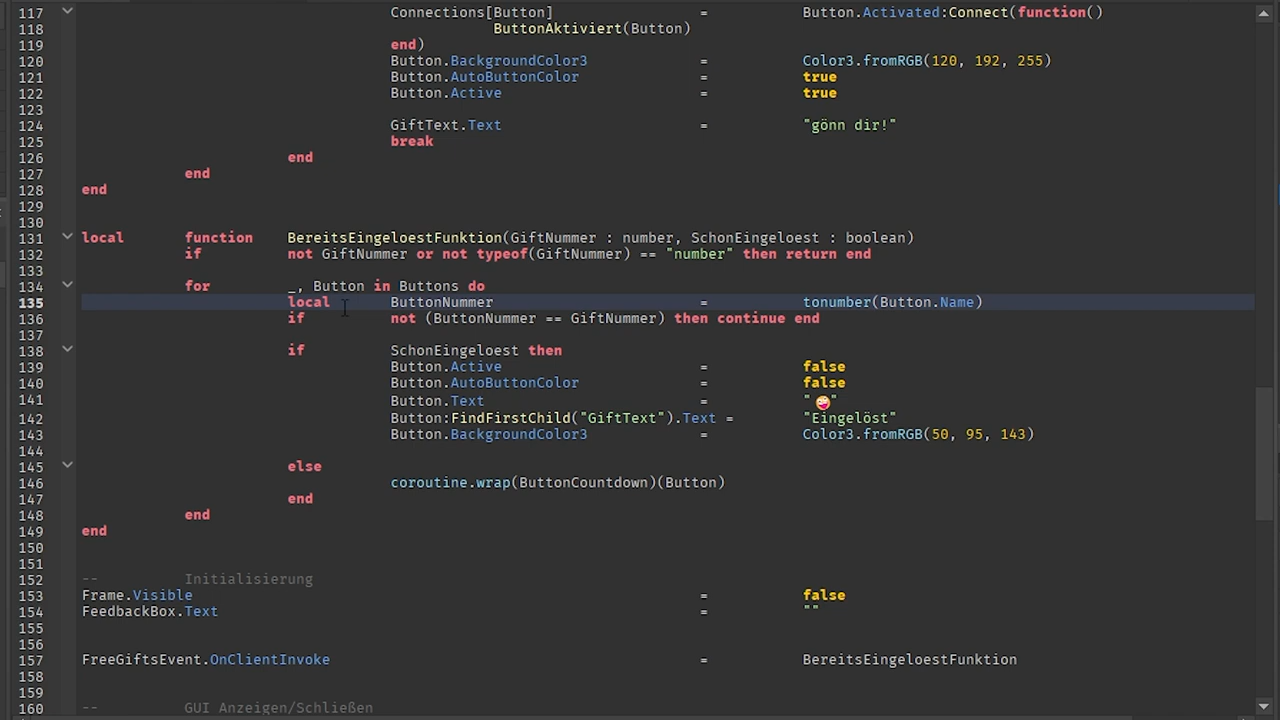 117 Connections[Button] = Button.Activated:Connect(function()
118 ButtonAktiviert(Button)
119 end)
120 Button.BackgroundColor3 = Color3.fromRGB(120, 192, 255)
121 Button.AutoButtonColor = true
122 Button.Active = true
123
124 GiftText.Text = "gönn dir!"
125 break
126 end
127 end
128 end
129
130
131 local function BereitsEingeloestFunktion(GiftNummer : number, SchonEingeloest : boolean)
132 if not GiftNummer or not typeof(GiftNummer) == "number" then return end
133
134 for _, Button in Buttons do
135 local ButtonNummer = tonumber(Button.Name)
136 if not (ButtonNummer == GiftNummer) then continue end
137
138 if SchonEingeloest then
139 Button.Active = false
140 Button.AutoButtonColor = false
141 Button.Text = "🤪"
142 Button:FindFirstChild("GiftText").Text = "Eingelöst"
143 Button.BackgroundColor3 = Color3.fromRGB(50, 95, 143)
144
145 else
146 coroutine.wrap(ButtonCountdown)(Button)
147 end
148 end
149 end
150
151
152 -- Initialisierung
153 Frame.Visible = false
154 FeedbackBox.Text = ""
155
156
157 FreeGiftsEvent.OnClientInvoke = BereitsEingeloestFunktion
158
159
160 -- GUI Anzeigen/Schließen